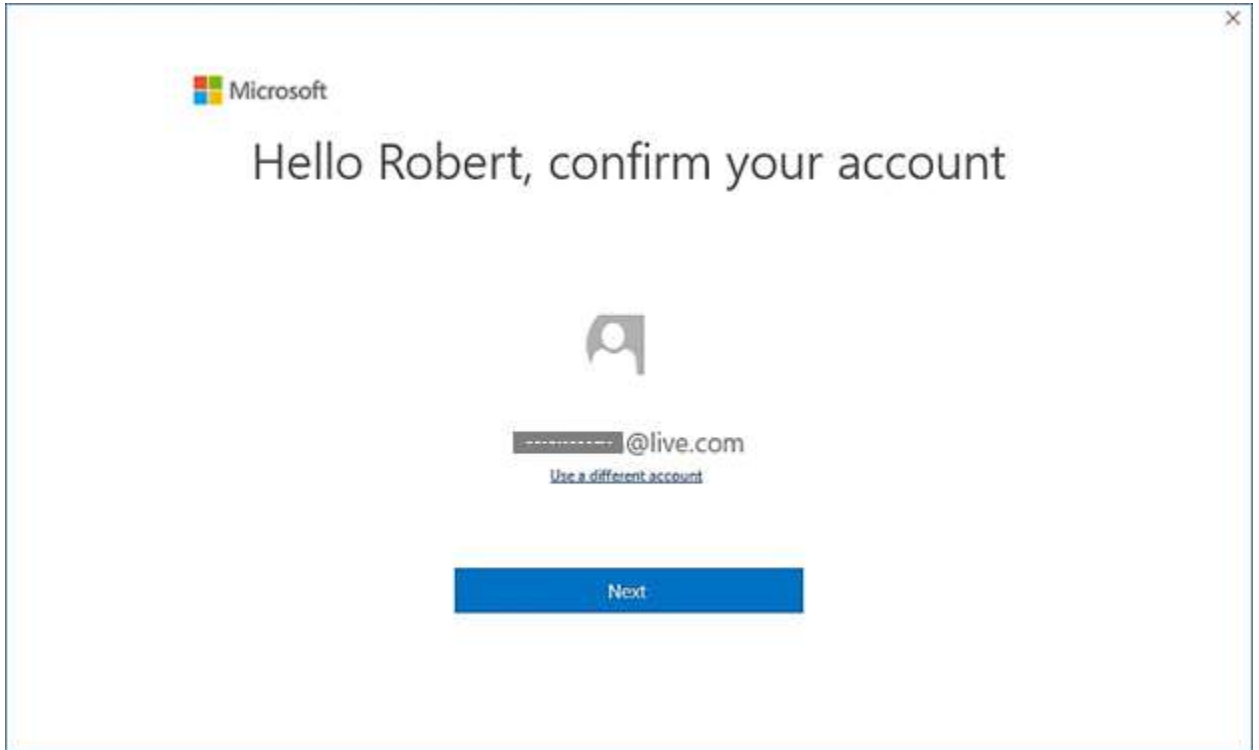 Microsoft
Hello Robert, confirm your account
@live.com
Use a different account
Next